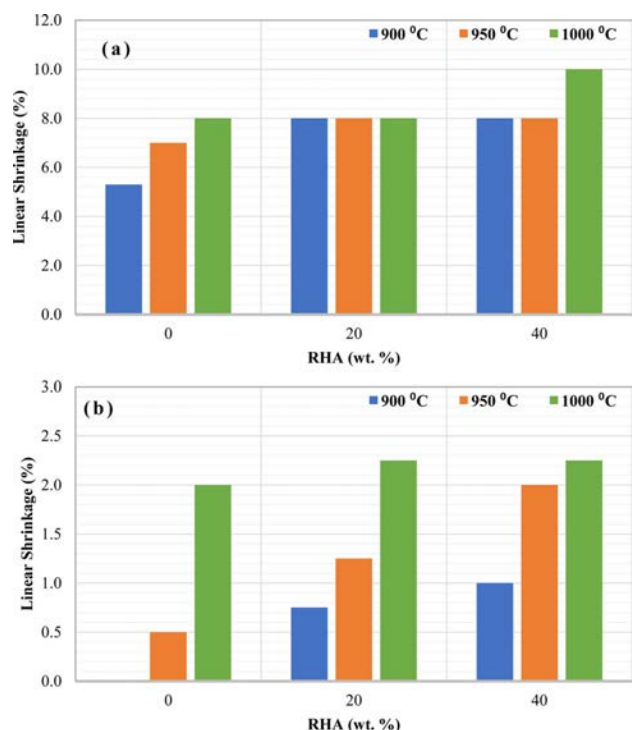 (a)
900 ⁰C 950 ⁰C 1000 ⁰C
Linear Shrinkage (%)
12.0
10.0
8.0
6.0
4.0
2.0
0.0
0 20 40
RHA (wt. %)
(b)
900 ⁰C 950 ⁰C 1000 ⁰C
Linear Shrinkage (%)
3.0
2.5
2.0
1.5
1.0
0.5
0.0
0 20 40
RHA (wt. %)